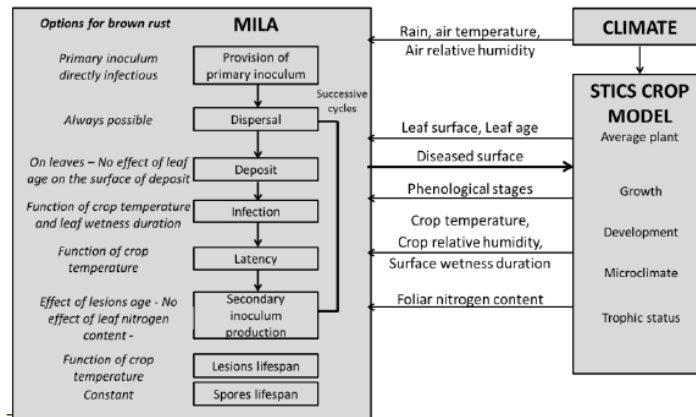 Options for brown rust
MILA
Primary inoculum
directly infectious
Provision of
primary inoculum
Successive
cycles
Always possible
Dispersal
On leaves – No effect of leaf
age on the surface of deposit
Deposit
Function of crop temperature
and leaf wetness duration
Infection
Function of crop
temperature
Latency
Effect of lesions age - No
effect of leaf nitrogen
content -
Secondary
inoculum
production
Function of crop
temperature
Lesions lifespan
Constant
Spores lifespan
Rain, air temperature,
Air relative humidity
Leaf surface, Leaf age
Diseased surface
Phenological stages
Crop temperature,
Crop relative humidity,
Surface wetness duration
Foliar nitrogen content
CLIMATE
STICS CROP
MODEL
Average plant
Growth
Development
Microclimate
Trophic status